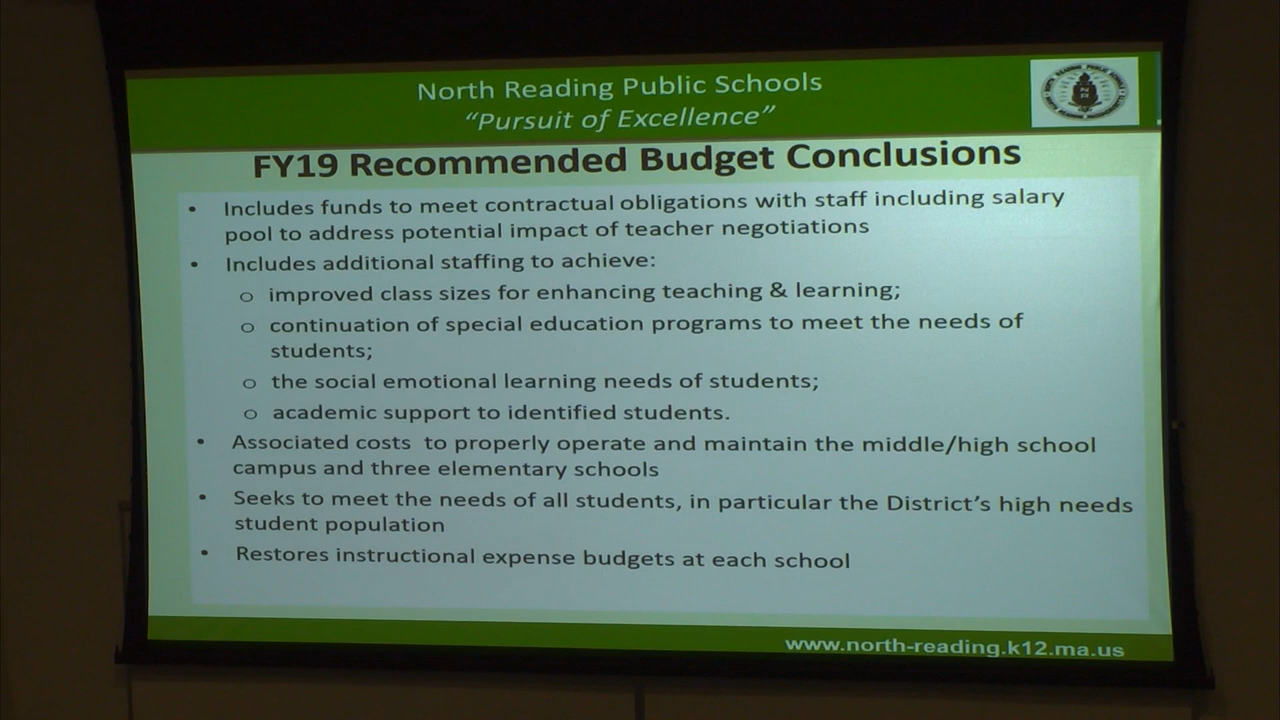 North Reading Public Schools
"Pursuit of Excellence"
FY19 Recommended Budget Conclusions
• Includes funds to meet contractual obligations with staff including salary
pool to address potential impact of teacher negotiations
• Includes additional staffing to achieve:
o improved class sizes for enhancing teaching & learning;
o continuation of special education programs to meet the needs of
students;
o the social emotional learning needs of students;
o academic support to identified students.
• Associated costs to properly operate and maintain the middle/high school
campus and three elementary schools
• Seeks to meet the needs of all students, in particular the District's high needs
student population
• Restores instructional expense budgets at each school
www.north-reading.k12.ma.us